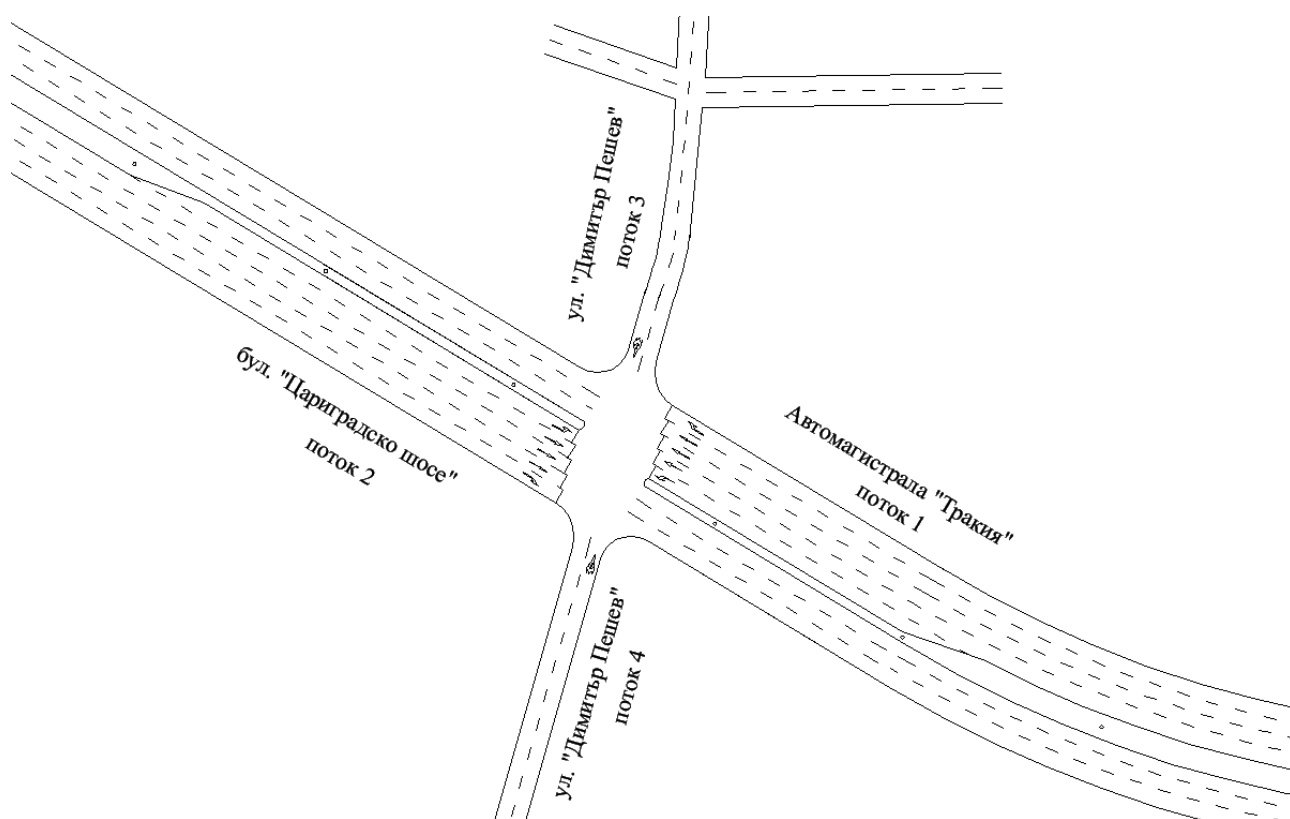 ул. "Димитър Пешев"
поток 3
бул. "Цариградско шосе"
поток 2
Автомагистрала "Тракия"
поток 1
ул. "Димитър Пешев"
поток 4